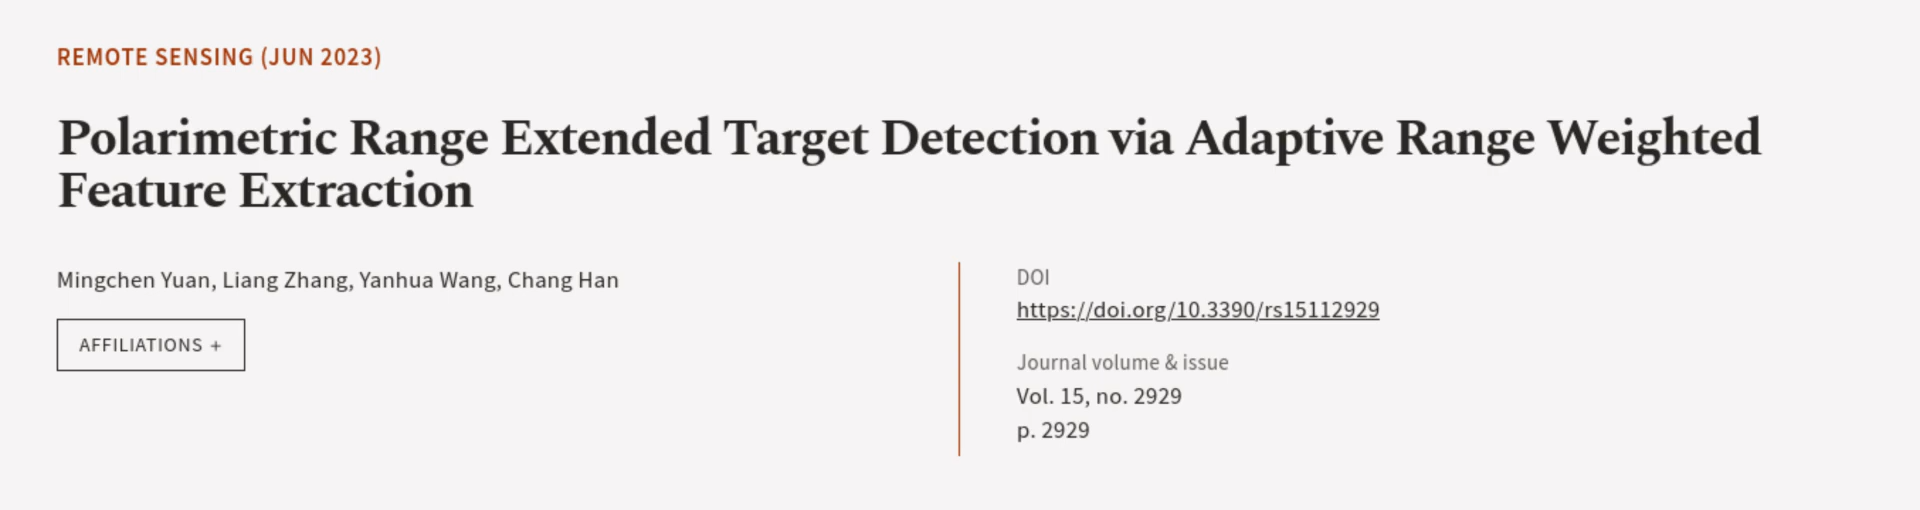 REMOTE SENSING (JUN 2023)
Polarimetric Range Extended Target Detection via Adaptive Range Weighted
Feature Extraction
Mingchen Yuan, Liang Zhang, Yanhua Wang, Chang Han
AFFILIATIONS +
DOI
https://doi.org/10.3390/rs15112929
Journal volume & issue
Vol. 15, no. 2929
p. 2929